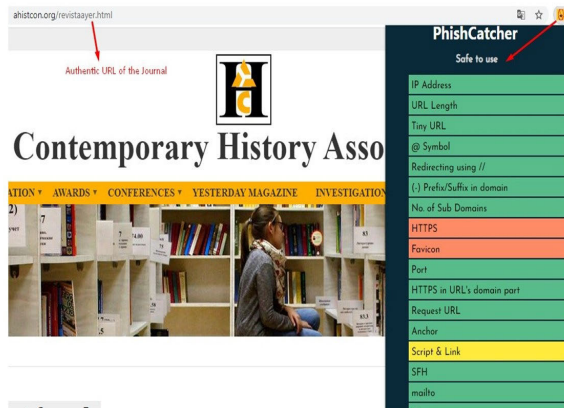 ahistcon.org/revistaayer.html
Authentic URL of the Journal
Contemporary History Asso
ATION ▾ AWARDS ▾ CONFERENCES ▾ YESTERDAY MAGAZINE INVESTIGATION
PhishCatcher
Safe to use
IP Address
URL Length
Tiny URL
@ Symbol
Redirecting using //
(-) Prefix/Suffix in domain
No. of Sub Domains
HTTPS
Favicon
Port
HTTPS in URL's domain part
Request URL
Anchor
Script & Link
SFH
mailto